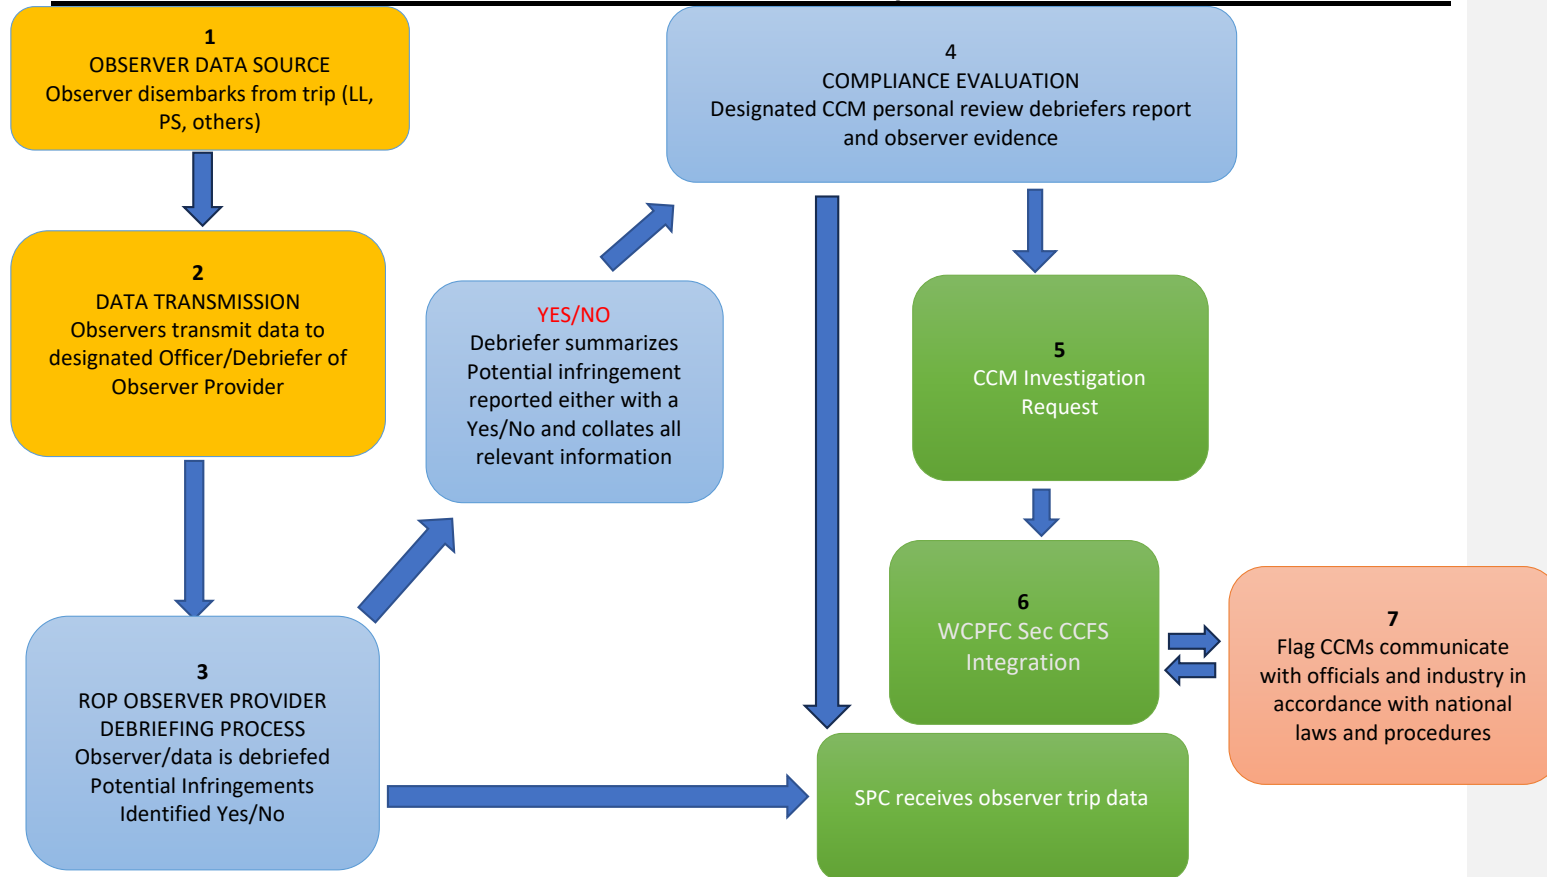 1
OBSERVER DATA SOURCE
Observer disembarks from trip (LL,
PS, others)
2
DATA TRANSMISSION
Observers transmit data to
designated Officer/Debriefer of
Observer Provider
3
ROP OBSERVER PROVIDER
DEBRIEFING PROCESS
Observer/data is debriefed
Potential Infringements
Identified Yes/No
YES/NO
Debriefer summarizes
Potential infringement
reported either with a
Yes/No and collates all
relevant information
4
COMPLIANCE EVALUATION
Designated CCM personal review debriefers report
and observer evidence
5
CCM Investigation
Request
6
WCPFC Sec CCFS
Integration
7
Flag CCMs communicate
with officials and industry in
accordance with national
laws and procedures
SPC receives observer trip data